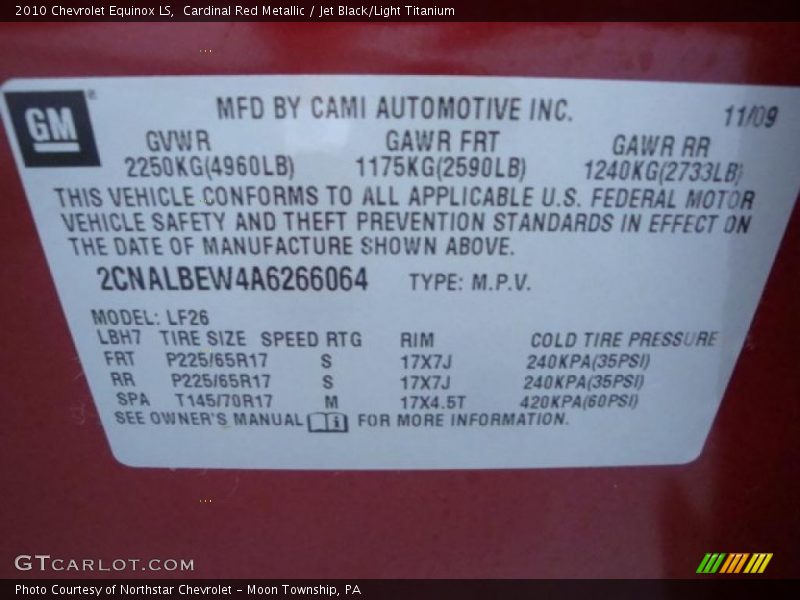 2010 Chevrolet Equinox LS,  Cardinal Red Metallic / Jet Black/Light Titanium
GM®
MFD BY CAMI AUTOMOTIVE INC. 11/09
GVWR GAWR FRT GAWR RR
2250KG(4960LB) 1175KG(2590LB) 1240KG(2733LB)
THIS VEHICLE CONFORMS TO ALL APPLICABLE U.S. FEDERAL MOTOR
VEHICLE SAFETY AND THEFT PREVENTION STANDARDS IN EFFECT ON
THE DATE OF MANUFACTURE SHOWN ABOVE.
2CNALBEW4A6266064 TYPE: M.P.V.
MODEL: LF26
LBH7 TIRE SIZE SPEED RTG RIM COLD TIRE PRESSURE
FRT P225/65R17 S 17X7J 240KPA(35PSI)
RR P225/65R17 S 17X7J 240KPA(35PSI)
SPA T145/70R17 M 17X4.5T 420KPA(60PSI)
SEE OWNER'S MANUAL i FOR MORE INFORMATION.
GTCARLOT.COM
Photo Courtesy of Northstar Chevrolet - Moon Township, PA